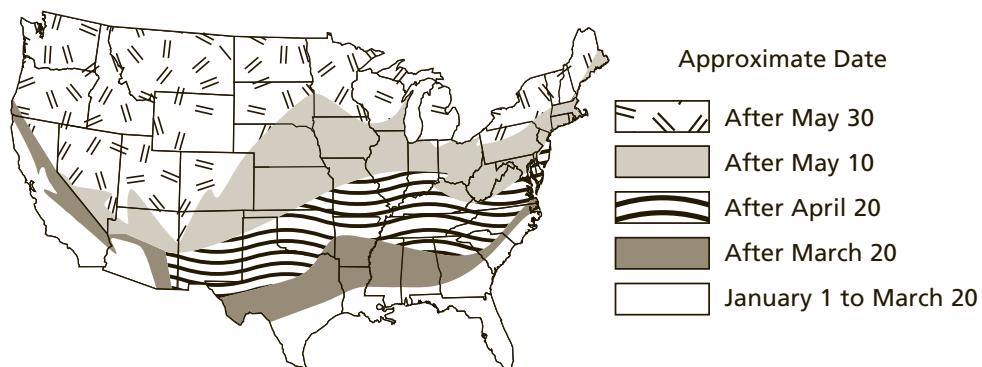 Approximate Date
After May 30
After May 10
After April 20
After March 20
January 1 to March 20